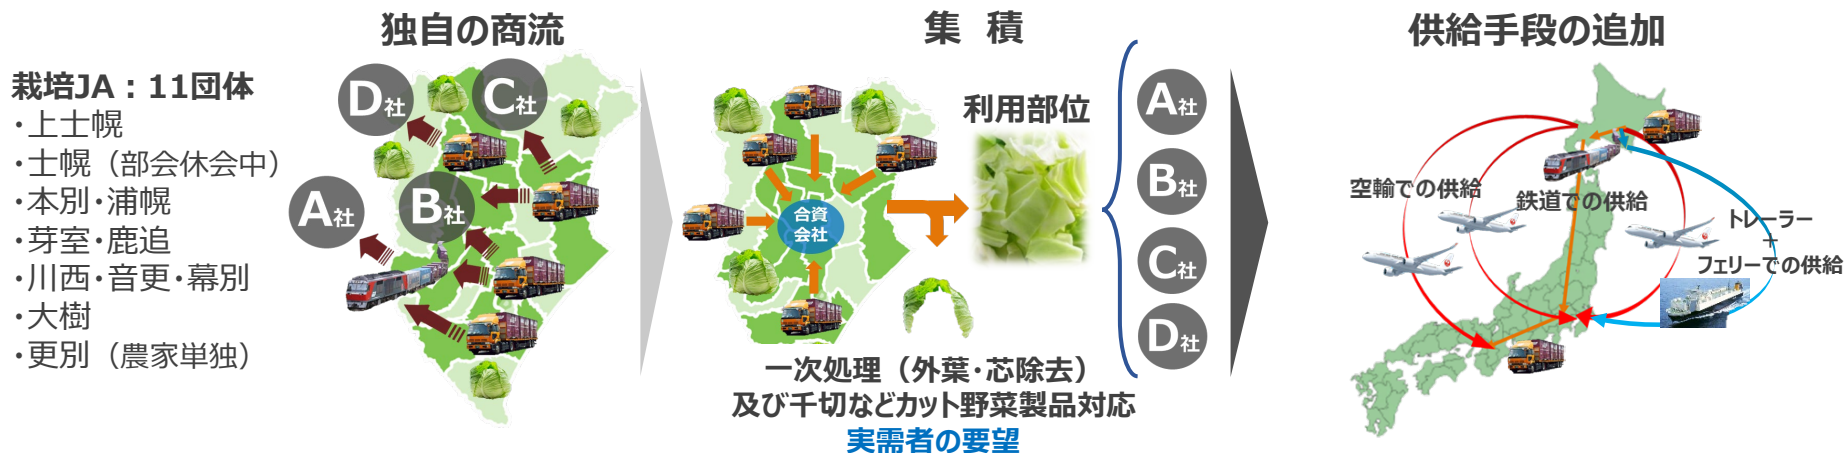 独自の商流
栽培JA：11団体
・上士幌
・士幌（部会休会中）
・本別・浦幌
・芽室・鹿追
・川西・音更・幕別
・大樹
・更別（農家単独）
D社
C社
A社
B社
集 積
合資
会社
利用部位
一次処理（外葉・芯除去）
及び千切などカット野菜製品対応
実需者の要望
A社
B社
C社
D社
供給手段の追加
空輸での供給
鉄道での供給
トレーラー
+
フェリーでの供給